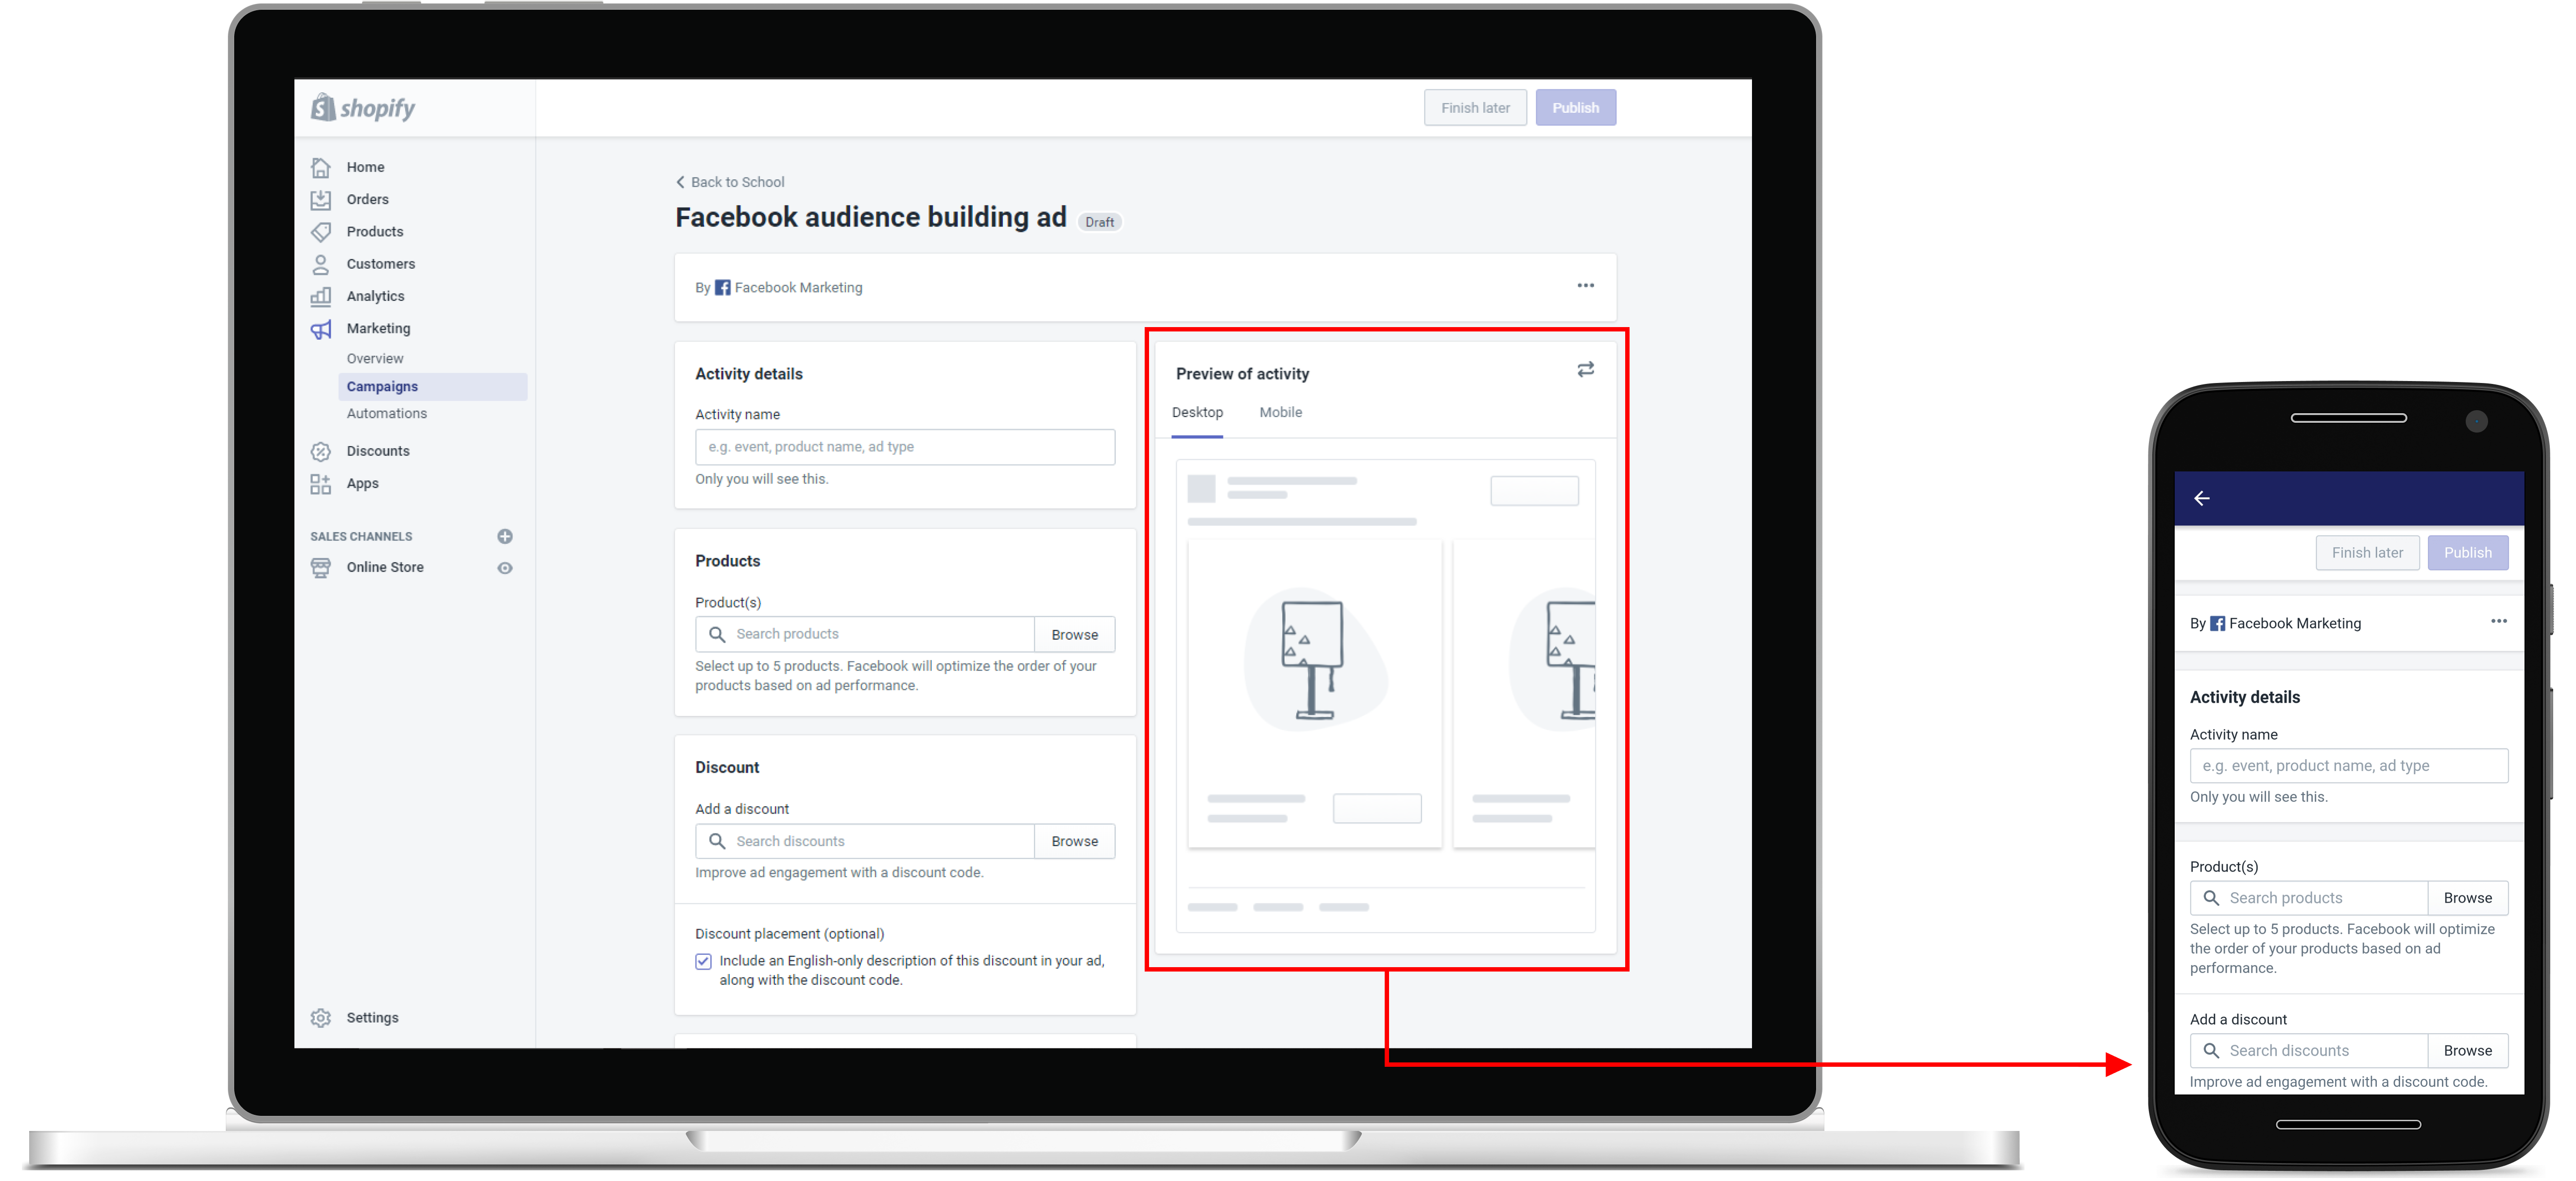 shopify
Finish later
Publish
Home
Orders
Products
Customers
Analytics
Marketing
Overview
Campaigns
Automations
Discounts
Apps
SALES CHANNELS
Online Store
Settings
Back to School
Facebook audience building ad Draft
By Facebook Marketing
Activity details
Activity name
e.g. event, product name, ad type
Only you will see this.
Products
Product(s)
Search products Browse
Select up to 5 products. Facebook will optimize the order of your
products based on ad performance.
Discount
Add a discount
Search discounts Browse
Improve ad engagement with a discount code.
Discount placement (optional)
Include an English-only description of this discount in your ad,
along with the discount code.
Preview of activity
Desktop Mobile
Finish later Publish
By Facebook Marketing
Activity details
Activity name
e.g. event, product name, ad type
Only you will see this.
Product(s)
Search products Browse
Select up to 5 products. Facebook will optimize
the order of your products based on ad
performance.
Add a discount
Search discounts Browse
Improve ad engagement with a discount code.